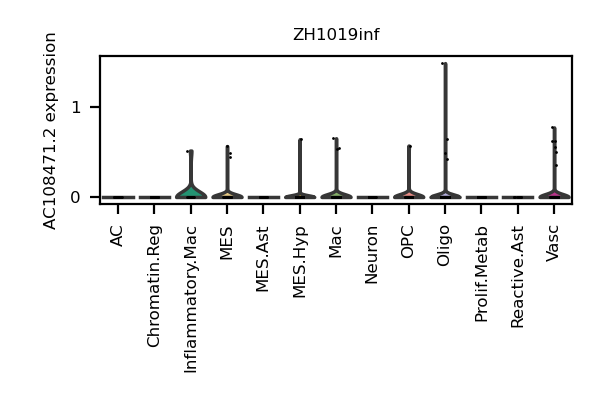 ZH1019inf
AC108471.2 expression
1
0
AC
Chromatin.Reg
Inflammatory.Mac
MES
MES.Ast
MES.Hyp
Mac
Neuron
OPC
Oligo
Prolif.Metab
Reactive.Ast
Vasc